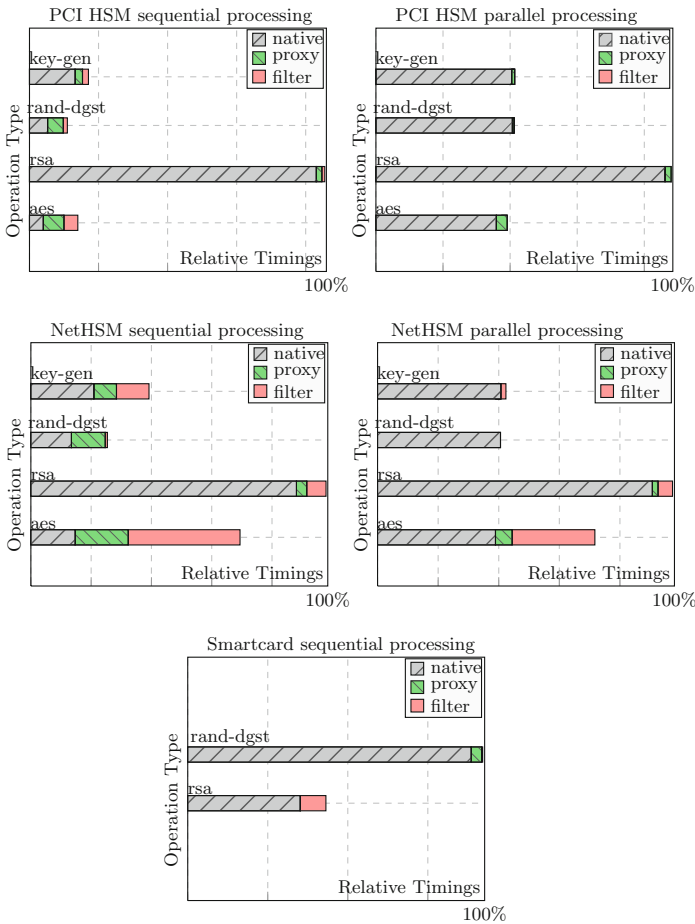 PCI HSM sequential processing
native
proxy
filter
key-gen
rand-dgst
rsa
aes
Operation Type
Relative Timings
100%
PCI HSM parallel processing
native
proxy
filter
key-gen
rand-dgst
rsa
aes
Operation Type
Relative Timings
100%
NetHSM sequential processing
native
proxy
filter
key-gen
rand-dgst
rsa
aes
Operation Type
Relative Timings
100%
NetHSM parallel processing
native
proxy
filter
key-gen
rand-dgst
rsa
aes
Operation Type
Relative Timings
100%
Smartcard sequential processing
native
proxy
filter
rand-dgst
rsa
Operation Type
Relative Timings
100%